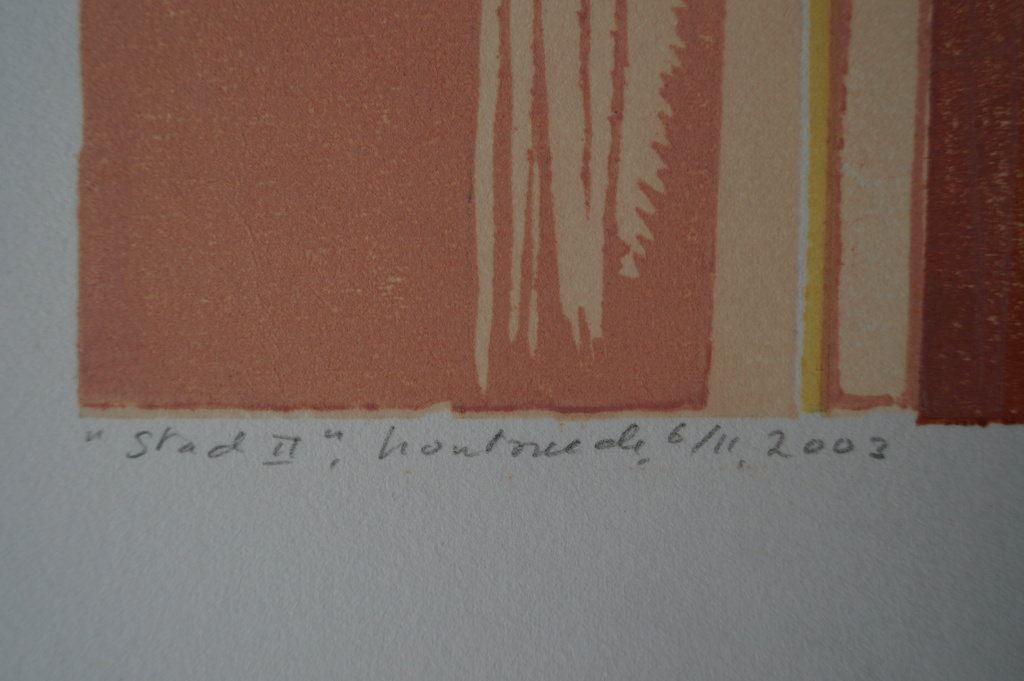 "Stad II", houtsnede, 6/11, 2003